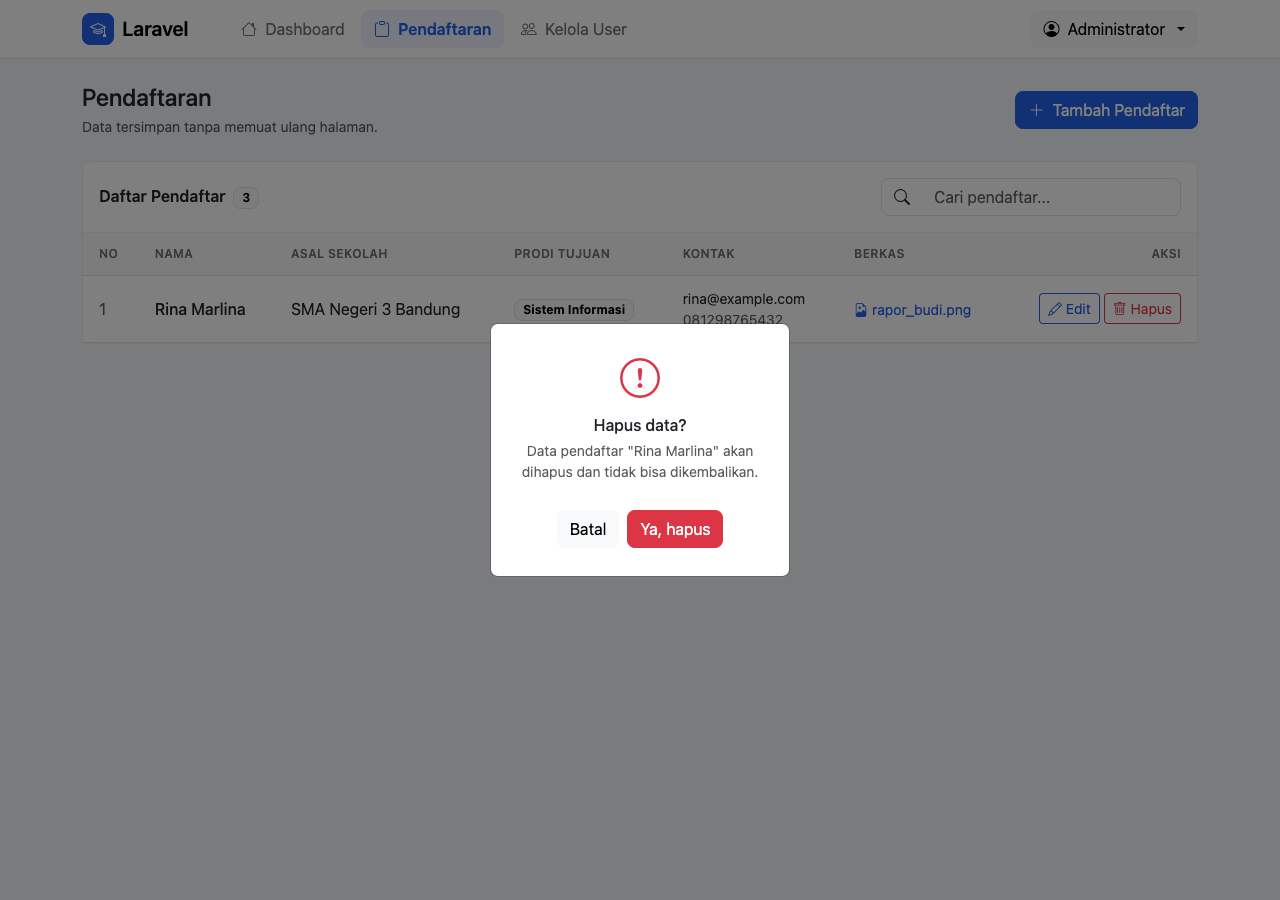 Laravel
Dashboard
Pendaftaran
Kelola User
Administrator
Pendaftaran
Data tersimpan tanpa memuat ulang halaman.
Tambah Pendaftar
Daftar Pendaftar 3
Cari pendaftar...
NO NAMA ASAL SEKOLAH PRODI TUJUAN KONTAK BERKAS AKSI
1 Rina Marlina SMA Negeri 3 Bandung Sistem Informasi rina@example.com rapor_budi.png Edit Hapus
081298765432
!
Hapus data?
Data pendaftar "Rina Marlina" akan
dihapus dan tidak bisa dikembalikan.
Batal
Ya, hapus